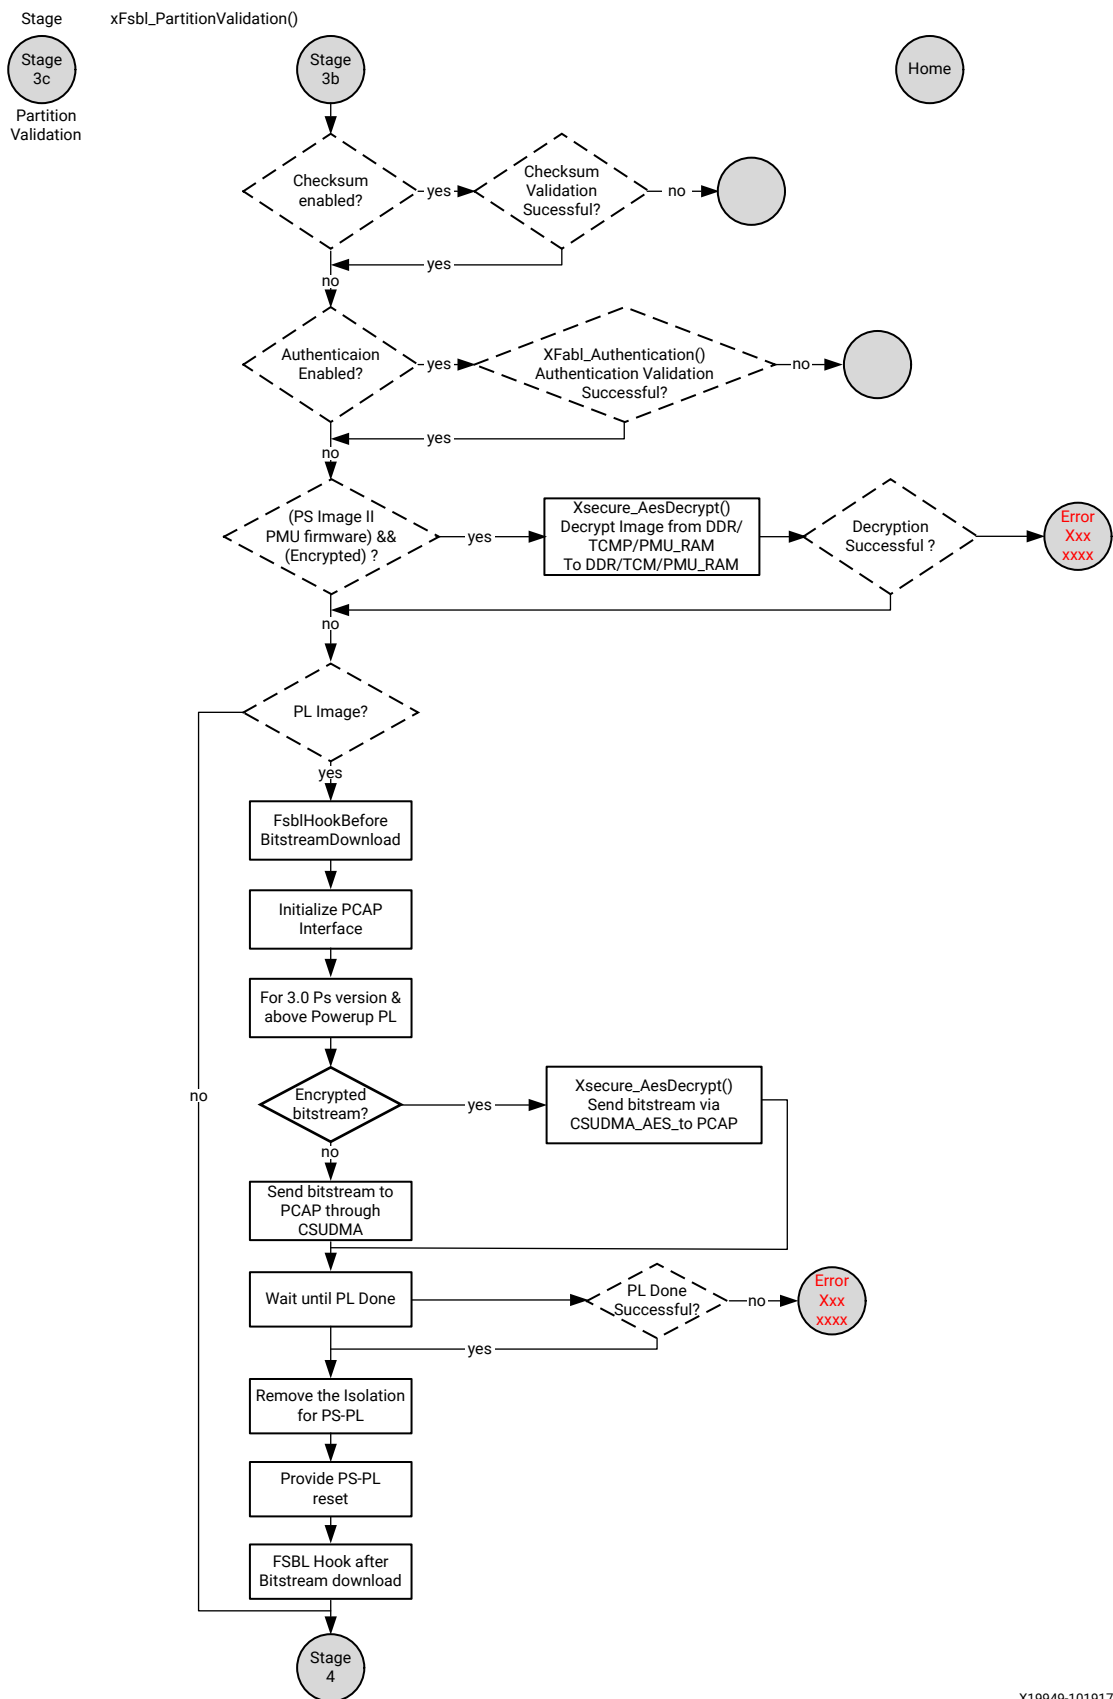 Stage
xFsbl_PartitionValidation()
Stage
3c
Partition
Validation
Stage
3b
Home
Checksum
enabled?
yes
Checksum
Validation
Sucessful?
no
yes
no
Authenticaion
Enabled?
yes
XFabl_Authentication()
Authentication Validation
Successful?
no
yes
no
(PS Image II
PMU firmware) &&
(Encrypted) ?
yes
Xsecure_AesDecrypt()
Decrypt Image from DDR/
TCMP/PMU_RAM
To DDR/TCM/PMU_RAM
Decryption
Successful ?
Error
Xxx
xxxx
no
PL Image?
yes
FsblHookBefore
BitstreamDownload
Initialize PCAP
Interface
For 3.0 Ps version &
above Powerup PL
no
Encrypted
bitstream?
yes
Xsecure_AesDecrypt()
Send bitstream via
CSUDMA_AES_to PCAP
no
Send bitstream to
PCAP through
CSUDMA
Wait until PL Done
PL Done
Successful?
no
Error
Xxx
xxxx
yes
Remove the Isolation
for PS-PL
Provide PS-PL
reset
FSBL Hook after
Bitstream download
Stage
4
X19949-101917